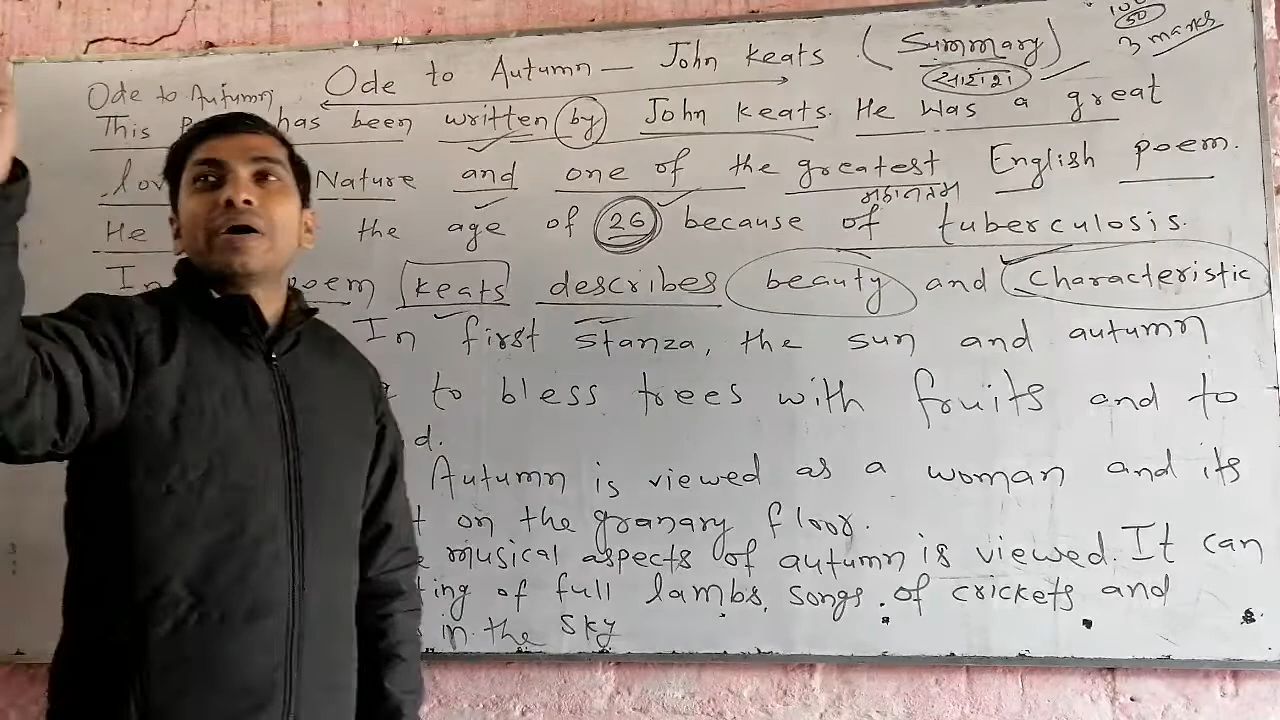 Ode to Autumn — John Keats (Summary)
सारांश
100
50
3 marks
Ode to Autumn
This has been written by John keats. He was a great
Nature and one of the greatest English poem.
महानतम
He the age of 26 because of tuberculosis.
In poem keats describes beauty and characteristic
In first stanza, the sun and autumn
to bless trees with fruits and to
Autumn is viewed as a woman and its
on the granary floor.
musical aspects of autumn is viewed. It can
of full lambs, songs of crickets and
in the sky